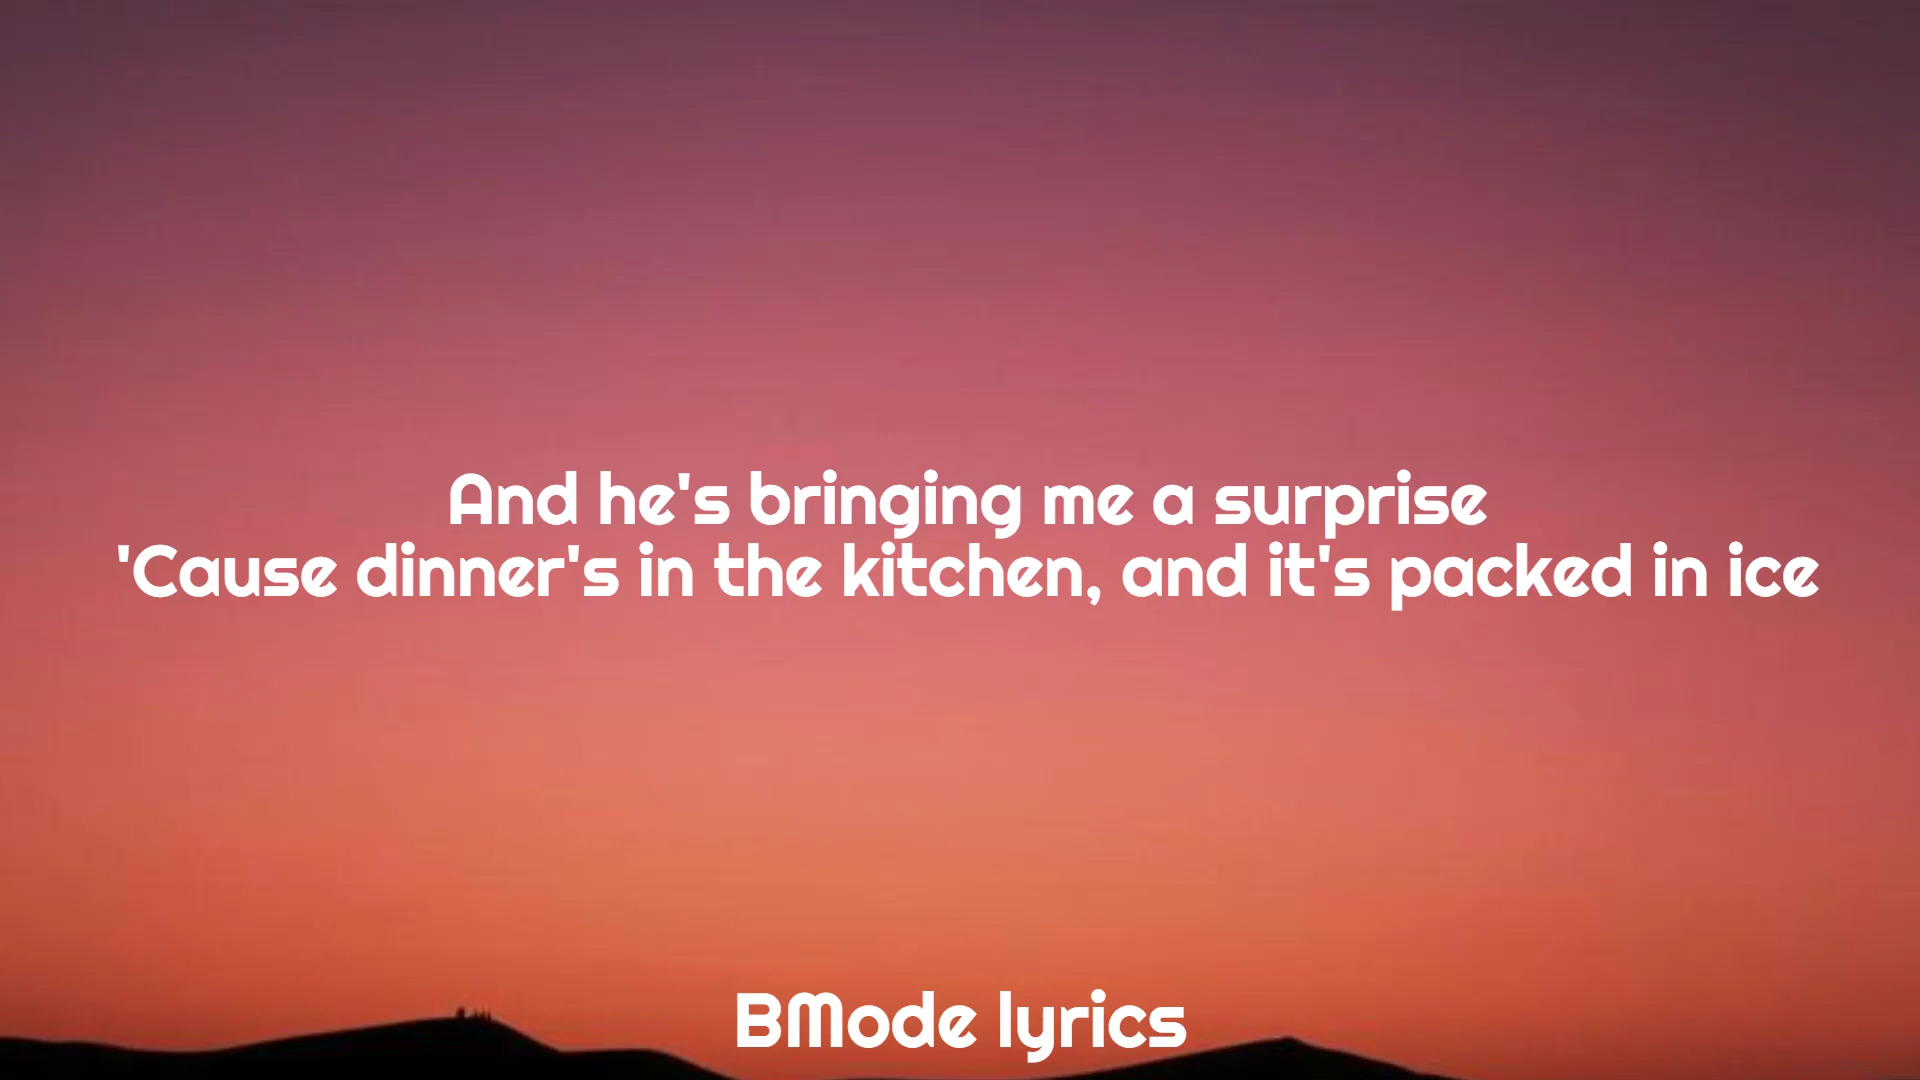 And he's bringing me a surprise
'Cause dinner's in the kitchen, and it's packed in ice
BMode lyrics